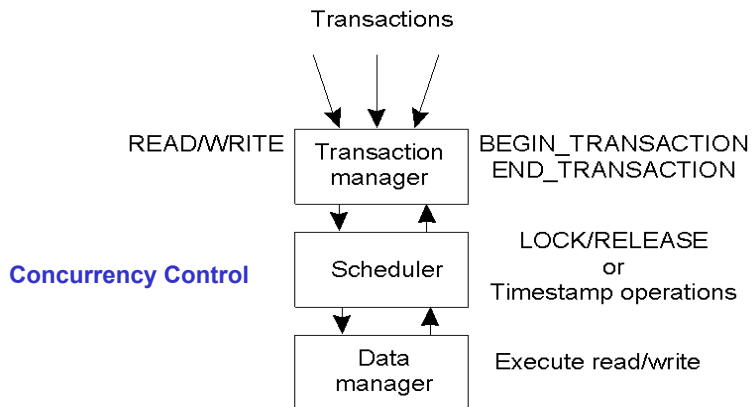 Transactions
READ/WRITE
Transaction
manager
BEGIN_TRANSACTION
END_TRANSACTION
Concurrency Control
Scheduler
LOCK/RELEASE
or
Timestamp operations
Data
manager
Execute read/write